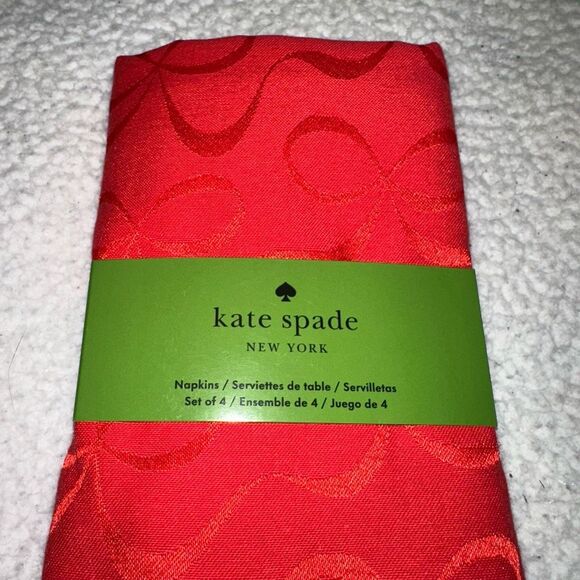 kate spade
NEW YORK
Napkins / Serviettes de table / Servilletas
Set of 4 / Ensemble de 4 / Juego de 4